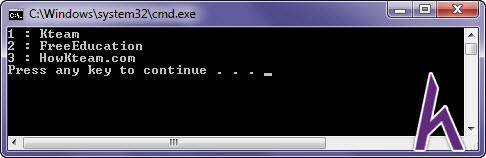 C:\Windows\system32\cmd.exe
1 : Kteam
2 : FreeEducation
3 : HowKteam.com
Press any key to continue . . . _